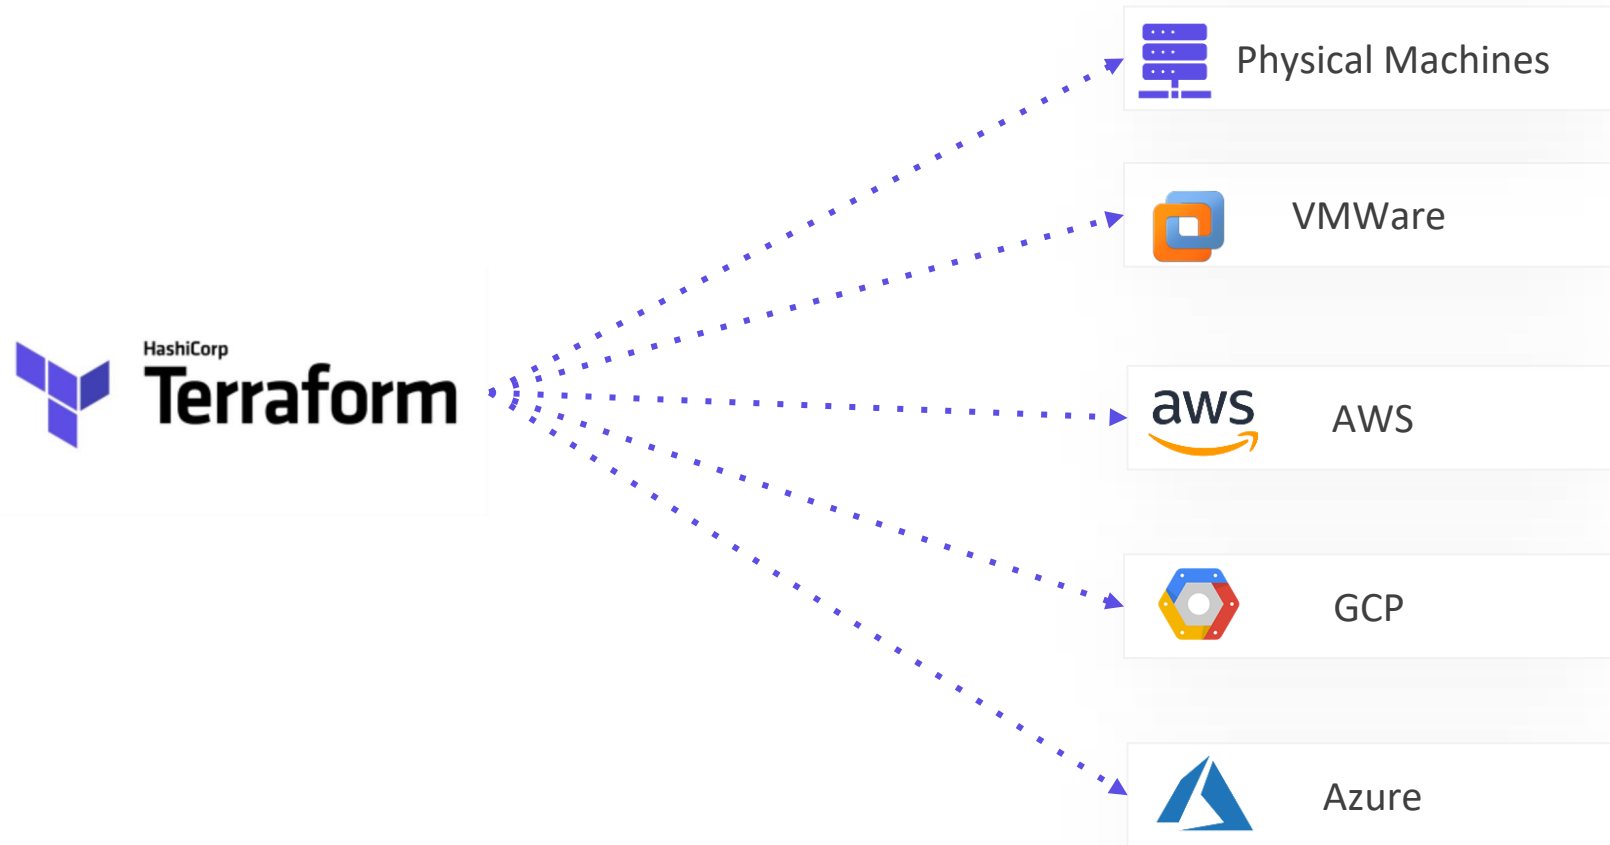 HashiCorp
Terraform
Physical Machines
VMWare
aws
AWS
GCP
Azure